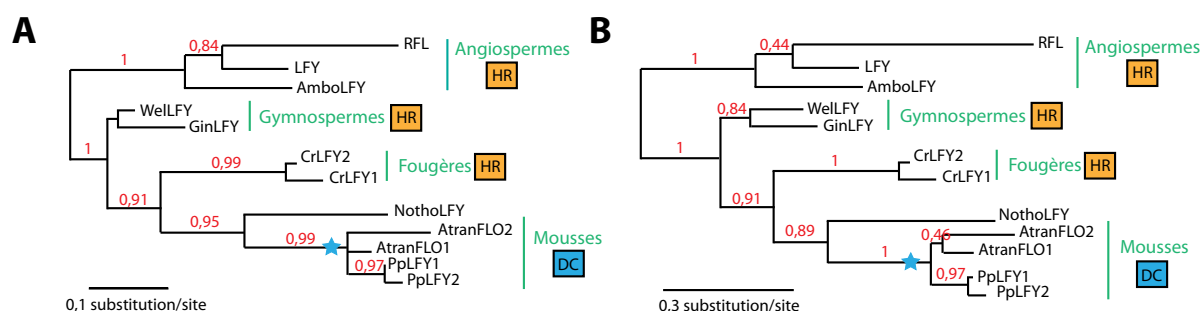 A
0,84
RFL
1
LFY
AmboLFY
Angiospermes
HR
WelLFY
GinLFY
Gymnospermes HR
1
0,99
CrLFY2
CrLFY1
Fougères HR
0,91
0,95
NothoLFY
0,99
AtranFLO2
AtranFLO1
0,97
PpLFY1
PpLFY2
Mousses
DC
0,1 substitution/site
B
0,44
RFL
1
LFY
AmboLFY
Angiospermes
HR
0,84
WelLFY
GinLFY
Gymnospermes
HR
1
1
CrLFY2
CrLFY1
Fougères HR
0,91
0,89
NothoLFY
1
0,46
AtranFLO2
AtranFLO1
0,97
PpLFY1
PpLFY2
Mousses
DC
0.3 substitution/site